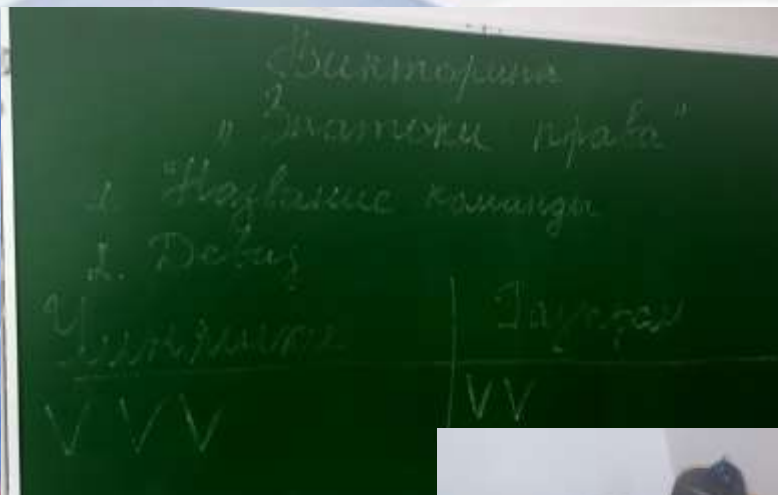 Викторина
„Знатоки права"
1. Название команды
2. Девиз
V V V
V V